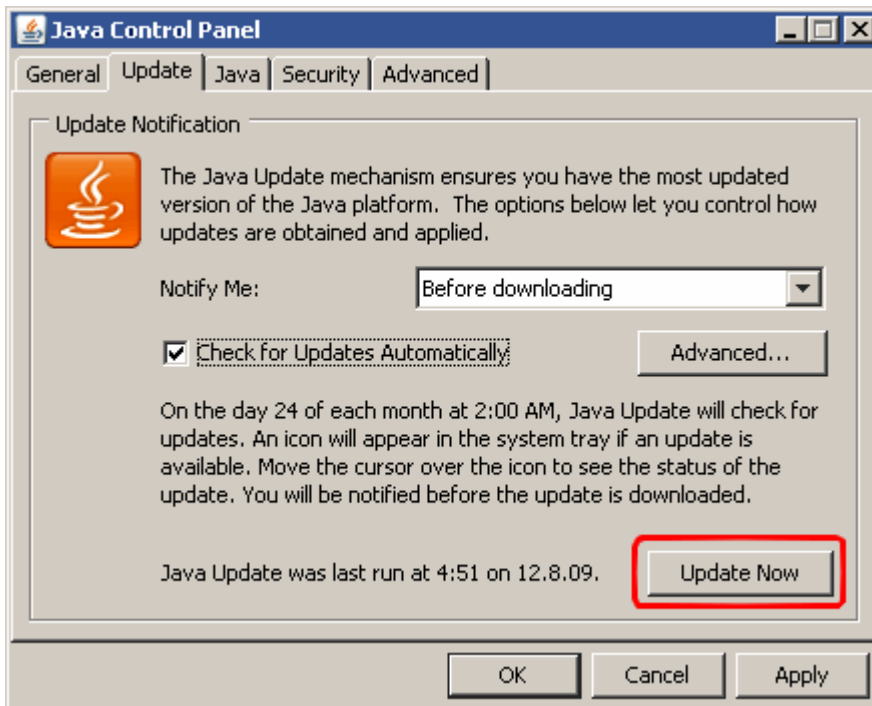 Java Control Panel
General Update Java Security Advanced
Update Notification
The Java Update mechanism ensures you have the most updated
version of the Java platform. The options below let you control how
updates are obtained and applied.
Notify Me: Before downloading
Check for Updates Automatically Advanced...
On the day 24 of each month at 2:00 AM, Java Update will check for
updates. An icon will appear in the system tray if an update is
available. Move the cursor over the icon to see the status of the
update. You will be notified before the update is downloaded.
Java Update was last run at 4:51 on 12.8.09. Update Now
OK Cancel Apply